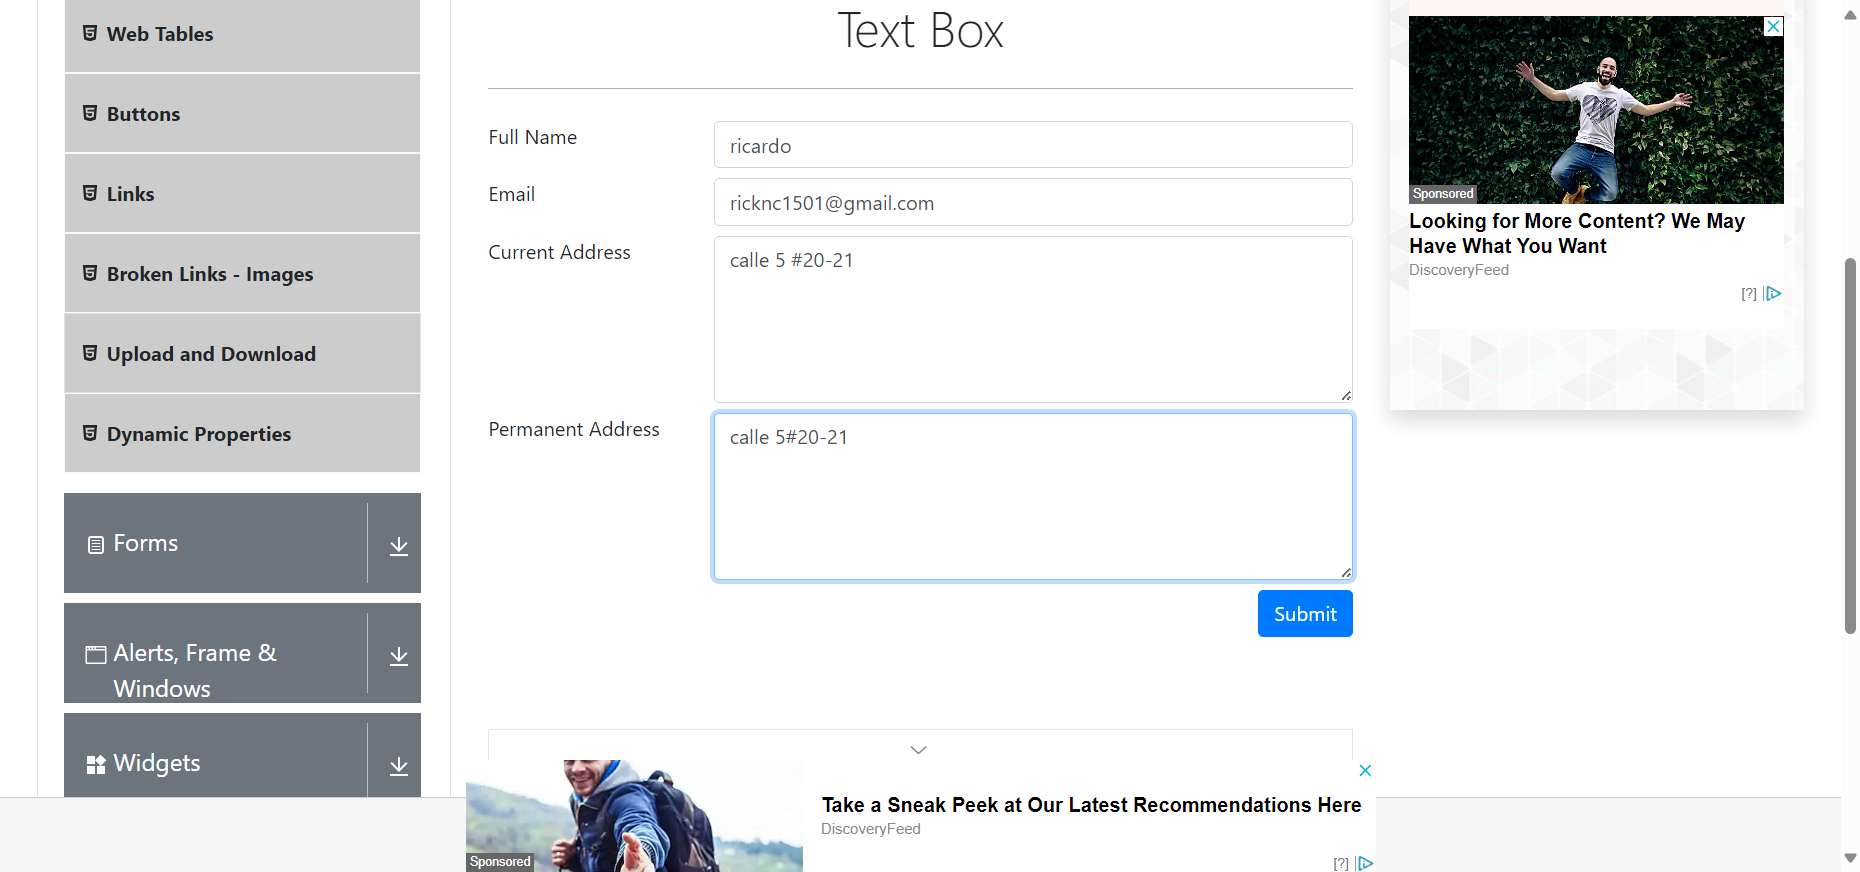 Web Tables
Buttons
Links
Broken Links - Images
Upload and Download
Dynamic Properties
Forms
Alerts, Frame &
Windows
Widgets
Text Box
Full Name
ricardo
Email
ricknc1501@gmail.com
Current Address
calle 5 #20-21
Permanent Address
calle 5#20-21
Submit
Sponsored
Looking for More Content? We May
Have What You Want
DiscoveryFeed
[?]
Sponsored
Take a Sneak Peek at Our Latest Recommendations Here
DiscoveryFeed
[?]